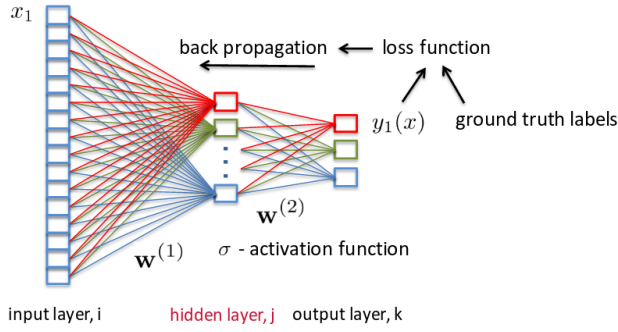 x₁
back propagation
loss function
y₁(x)
ground truth labels
w⁽²⁾
w⁽¹⁾
σ - activation function
input layer, i
hidden layer, j
output layer, k